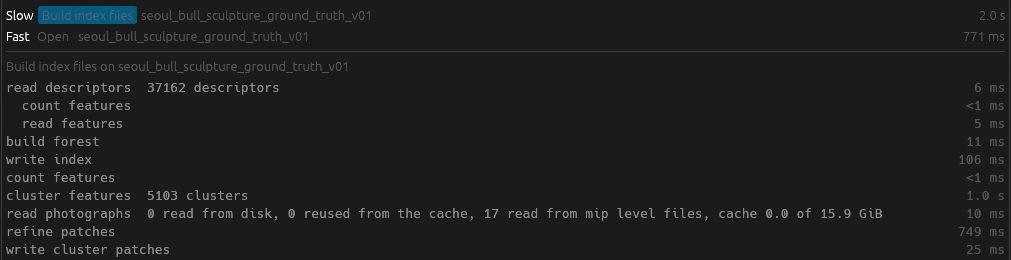 Slow Build index files seoul_bull_sculpture_ground_truth_v01 2.0 s
Fast Open seoul_bull_sculpture_ground_truth_v01 771 ms
Build index files on seoul_bull_sculpture_ground_truth_v01
read descriptors 37162 descriptors 6 ms
count features <1 ms
read features 5 ms
build forest 11 ms
write index 106 ms
count features <1 ms
cluster features 5103 clusters 1.0 s
read photographs 0 read from disk, 0 reused from the cache, 17 read from mip level files, cache 0.0 of 15.9 GiB 10 ms
refine patches 749 ms
write cluster patches 25 ms